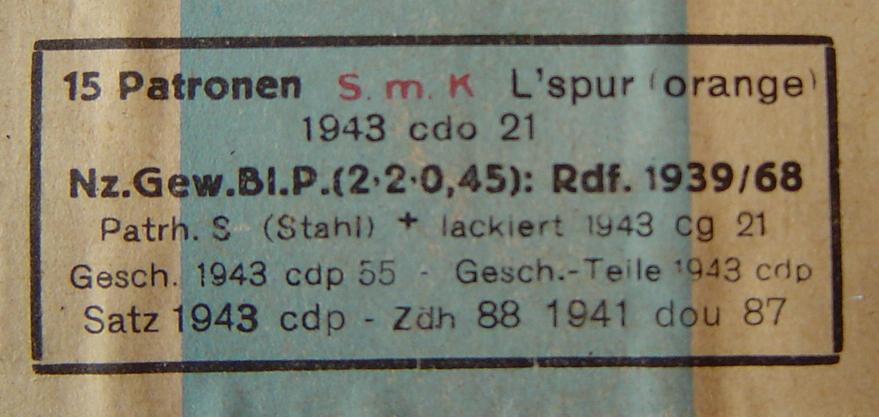 15 Patronen S. m. K L'spur (orange)
1943 cdo 21
Nz.Gew.Bl.P.(2·2·0,45): Rdf. 1939/68
Patrh. S (Stahl) + lackiert 1943 cg 21
Gesch. 1943 cdp 55 - Gesch.-Teile 1943 cdp
Satz 1943 cdp - Zdh 88 1941 dou 87